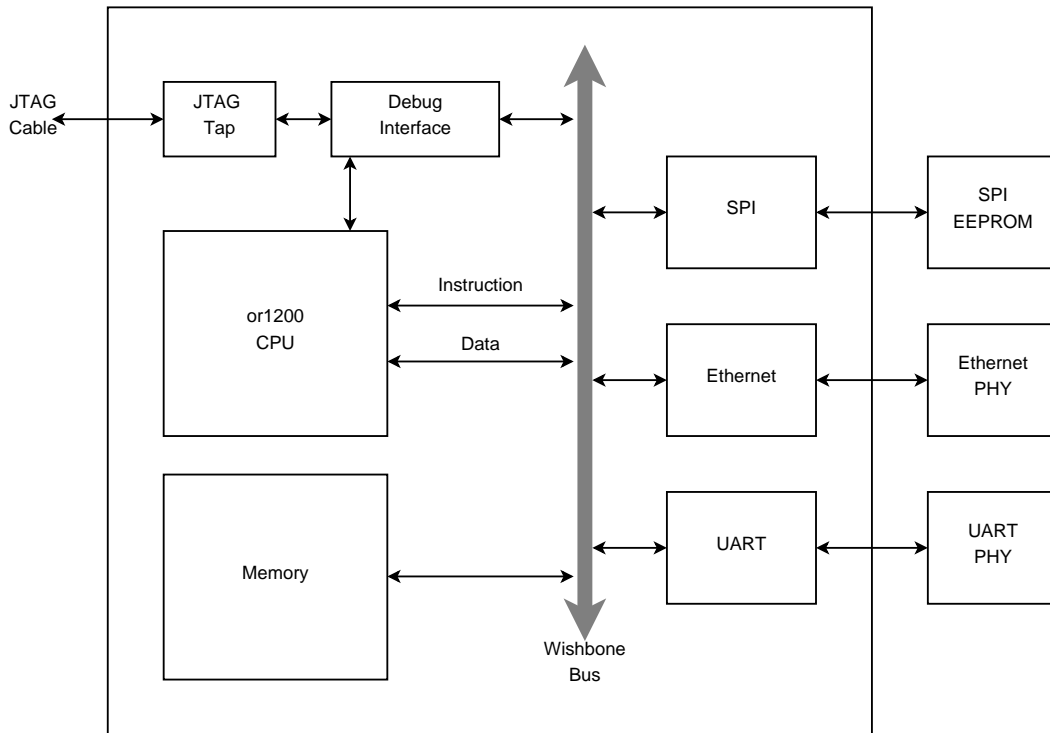 JTAG
Cable
JTAG
Tap
Debug
Interface
SPI
SPI
EEPROM
Instruction
or1200
CPU
Data
Ethernet
Ethernet
PHY
Memory
UART
UART
PHY
Wishbone
Bus